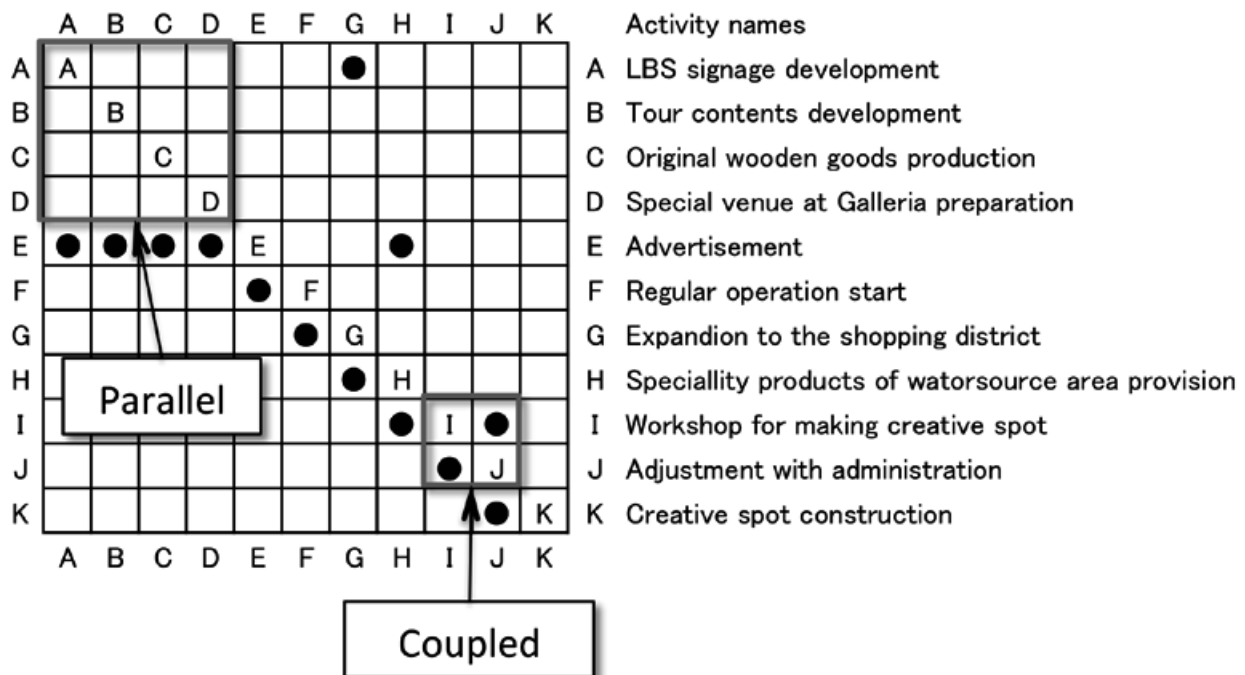 A B C D E F G H I J K Activity names
A A ● A LBS signage development
B B B Tour contents development
C C C Original wooden goods production
D D D Special venue at Galleria preparation
E ● ● ● ● E ● E Advertisement
F ● F F Regular operation start
G ● G G Expandion to the shopping district
H ● H H Speciallity products of watorsource area provision
Parallel
I ● I ● I Workshop for making creative spot
J ● J J Adjustment with administration
K ● K K Creative spot construction
A B C D E F G H I J K
Coupled